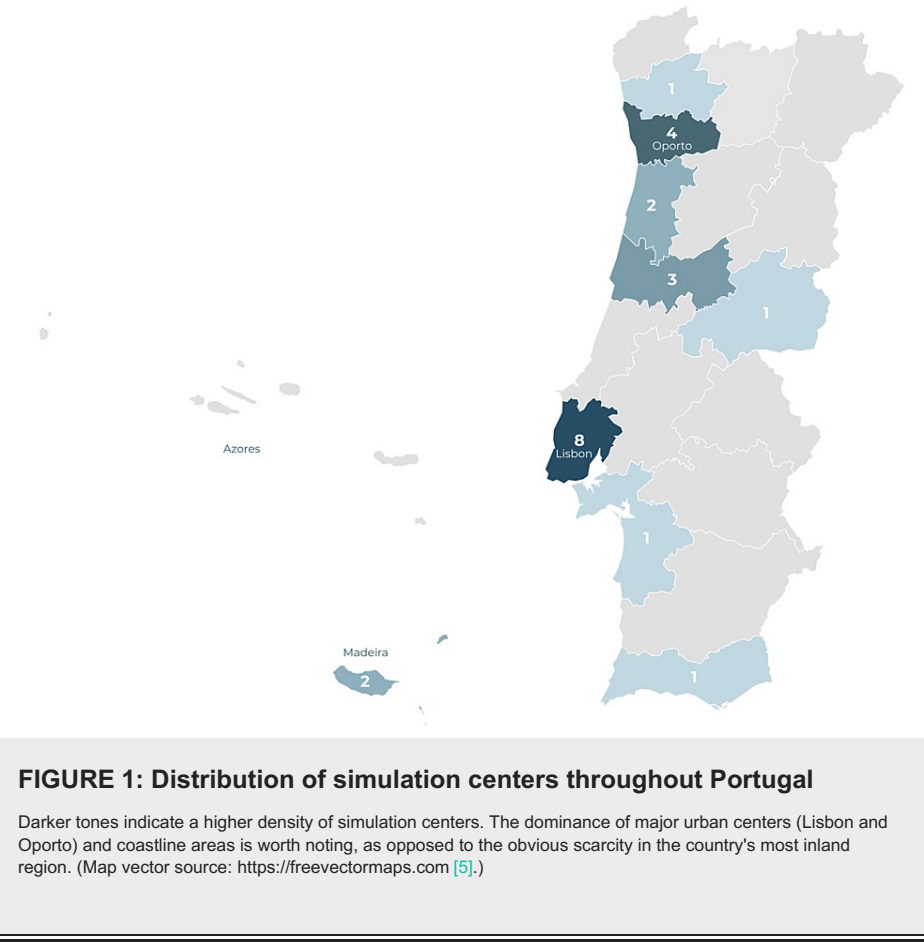 1
4
Oporto
2
3
1
8
Lisbon
Azores
1
Madeira
2
1
FIGURE 1: Distribution of simulation centers throughout Portugal
Darker tones indicate a higher density of simulation centers. The dominance of major urban centers (Lisbon and
Oporto) and coastline areas is worth noting, as opposed to the obvious scarcity in the country's most inland
region. (Map vector source: https://freevectormaps.com [5].)